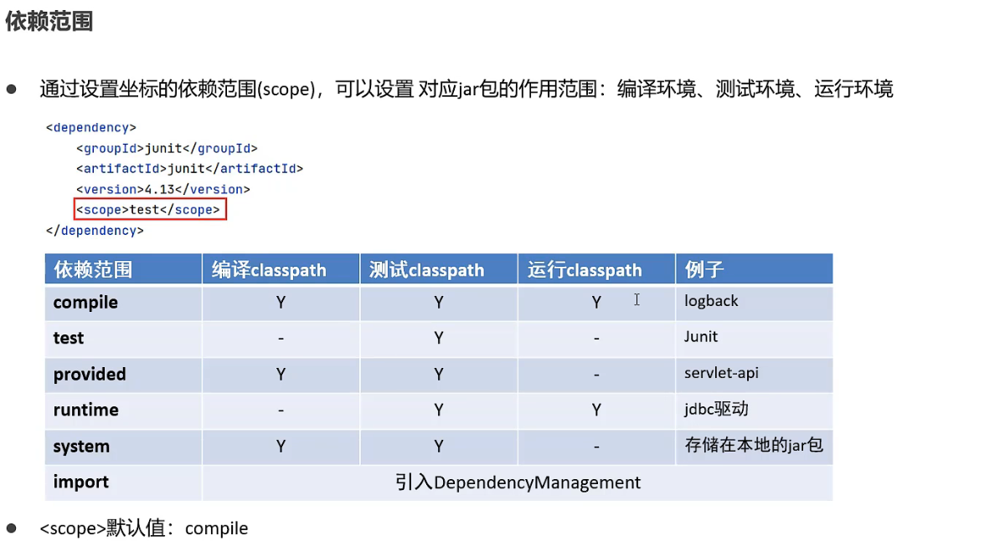 依赖范围
● 通过设置坐标的依赖范围(scope)，可以设置 对应jar包的作用范围：编译环境、测试环境、运行环境
<dependency>
    <groupId>junit</groupId>
    <artifactId>junit</artifactId>
    <version>4.13</version>
    <scope>test</scope>
</dependency>
依赖范围 编译classpath 测试classpath 运行classpath 例子
compile Y Y Y logback
test - Y - Junit
provided Y Y - servlet-api
runtime - Y Y jdbc驱动
system Y Y - 存储在本地的jar包
import 引入DependencyManagement
● <scope>默认值：compile